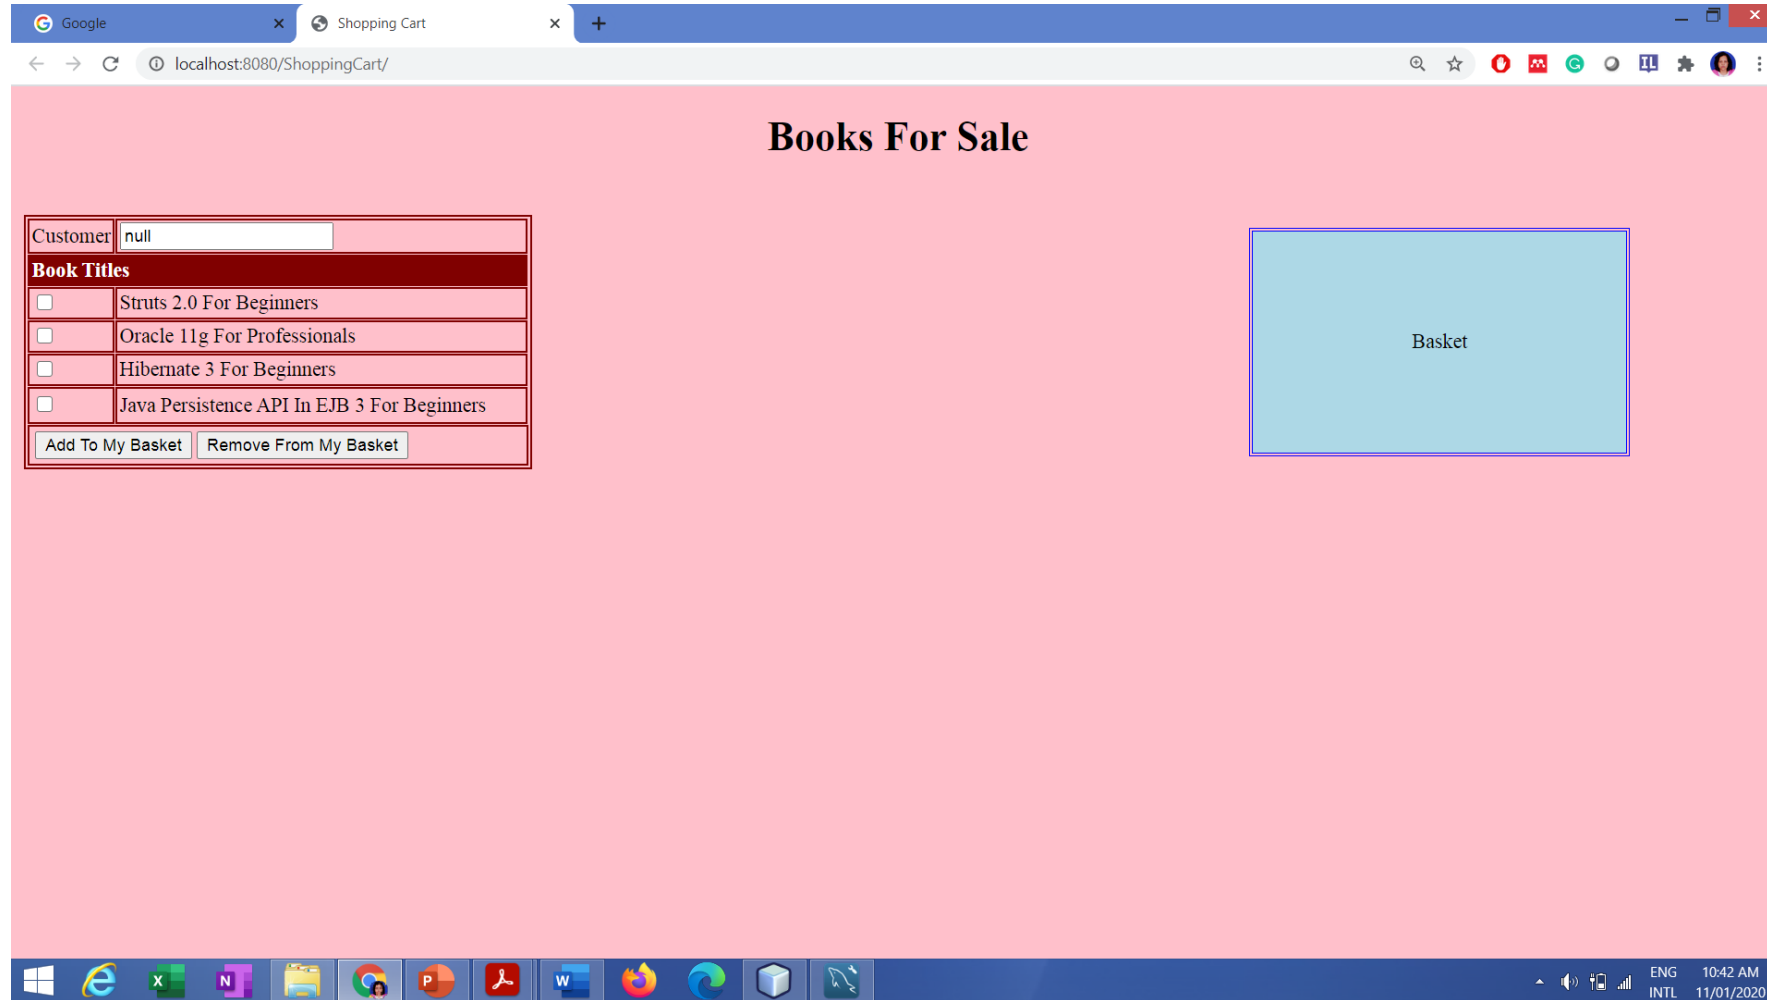 Google
Shopping Cart
localhost:8080/ShoppingCart/
Books For Sale
Customer null
Book Titles
Struts 2.0 For Beginners
Oracle 11g For Professionals
Hibernate 3 For Beginners
Java Persistence API In EJB 3 For Beginners
Add To My Basket Remove From My Basket
Basket
ENG 10:42 AM
INTL 11/01/2020